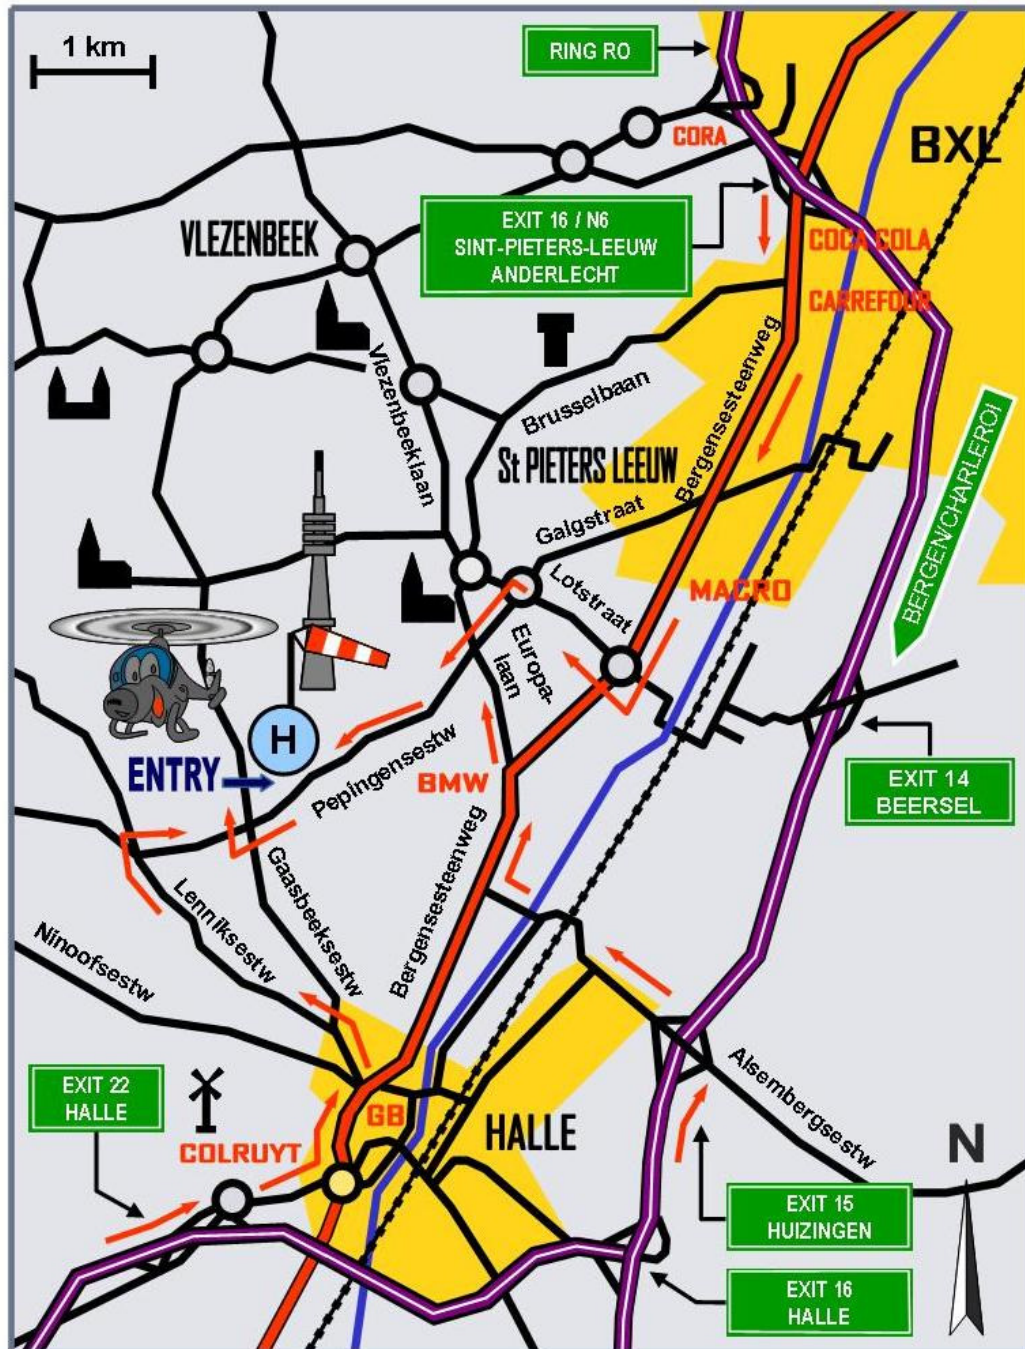 1 km
RING RO
BXL
CORA
EXIT 16 / N6
SINT-PIETERS-LEEUW
ANDERLECHT
VLEZENBEEK
COCA COLA
CARREFOUR
Vlezenbeeklaan
Brusselbaan
Bergensesteenweg
St PIETERS LEEUW
BERGEN/CHARLEROI
Galgstraat
Lotstraat
MACRO
Europa-
laan
H
ENTRY
Pepingensestw
BMW
EXIT 14
BEERSEL
Gaasbeeksestw
Lenniksestw
Bergensesteenweg
Ninoofsestw
Alsembergsestw
EXIT 22
HALLE
GB
HALLE
COLRUYT
N
EXIT 15
HUIZINGEN
EXIT 16
HALLE